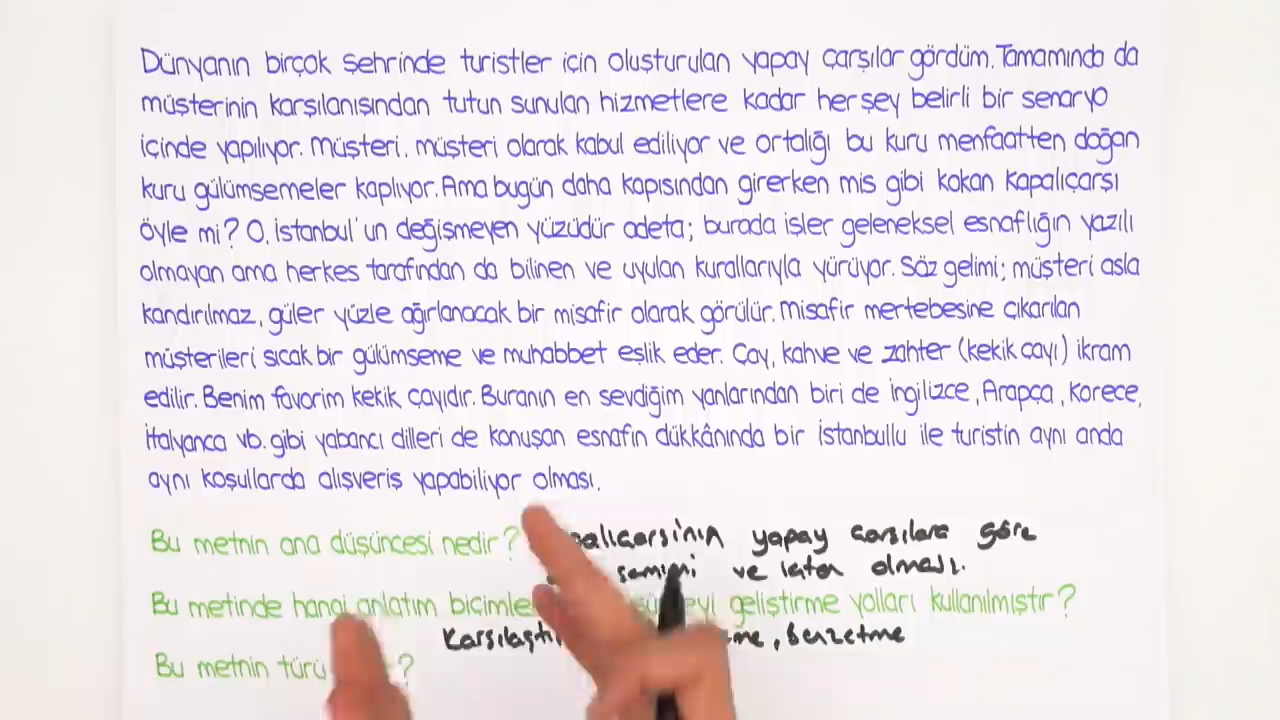 Dünyanın birçok şehrinde turistler için oluşturulan yapay çarşılar gördüm. Tamamında da
müşterinin karşılanışından tutun sunulan hizmetlere kadar her şey belirli bir senaryo
içinde yapılıyor. Müşteri, müşteri olarak kabul ediliyor ve ortalığı bu kuru menfaatten doğan
kuru gülümsemeler kaplıyor. Ama bugün daha kapısından girerken mis gibi kokan Kapalıçarşı
öyle mi? O, İstanbul'un değişmeyen yüzüdür adeta; burada işler geleneksel esnaflığın yazılı
olmayan ama herkes tarafından da bilinen ve uyulan kurallarıyla yürüyor. Söz gelimi; müşteri asla
kandırılmaz, güler yüzle ağırlanacak bir misafir olarak görülür. Misafir mertebesine çıkarılan
müşterileri sıcak bir gülümseme ve muhabbet eşlik eder. Çay, kahve ve zahter (kekik çayı) ikram
edilir. Benim favorim kekik çayıdır. Buranın en sevdiğim yanlarından biri de İngilizce, Arapça, Korece,
İtalyanca vb. gibi yabancı dilleri de konuşan esnafın dükkânında bir İstanbullu ile turistin aynı anda
aynı koşullarda alışveriş yapabiliyor olması.
Bu metnin ana düşüncesi nedir? yapay çarşılara göre
ve olması.
Bu metinde hangi anlatım geliştirme yolları kullanılmıştır?
benzetme
Bu metnin türü ?